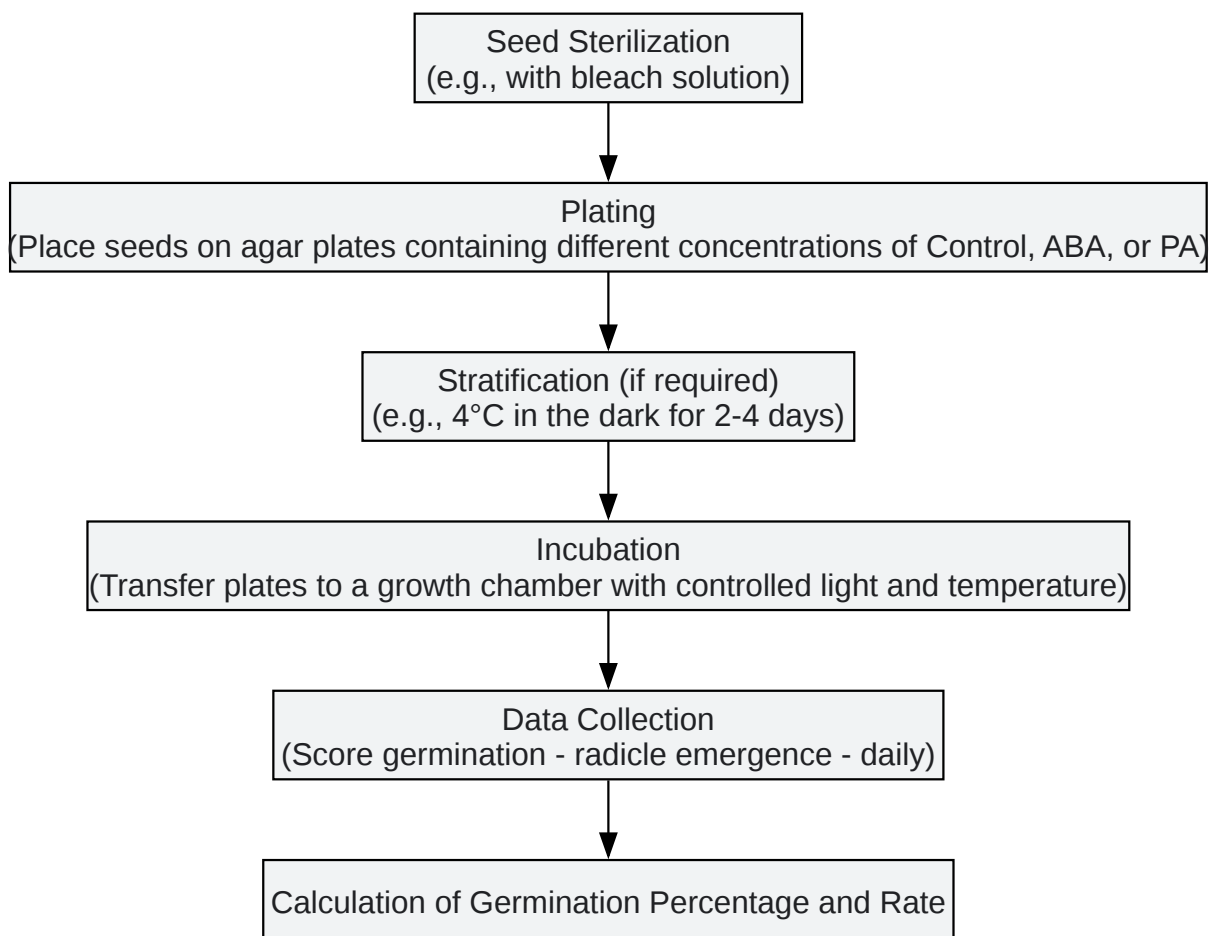 Seed Sterilization
(e.g., with bleach solution)
Plating
(Place seeds on agar plates containing different concentrations of Control, ABA, or PA)
Stratification (if required)
(e.g., 4°C in the dark for 2-4 days)
Incubation
(Transfer plates to a growth chamber with controlled light and temperature)
Data Collection
(Score germination - radicle emergence - daily)
Calculation of Germination Percentage and Rate